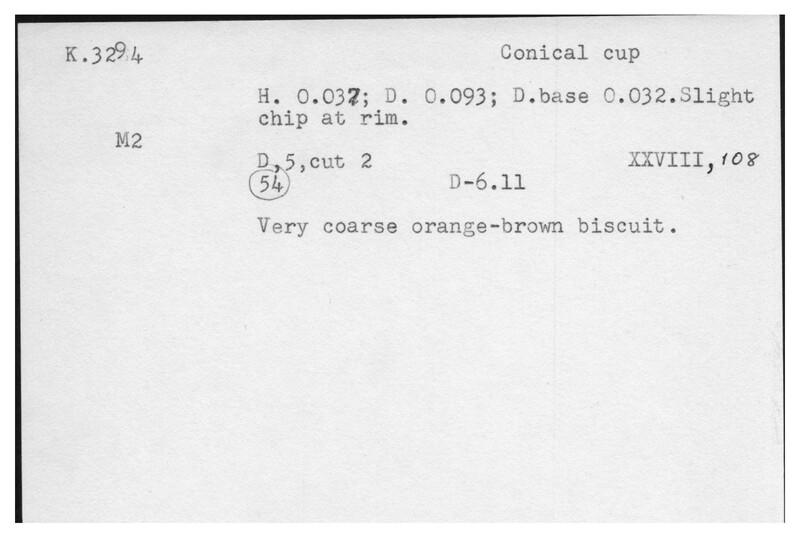 K.3294
Conical cup
H. 0.037; D. 0.093; D.base 0.032.Slight
chip at rim.
M2
D,5,cut 2
XXVIII,108
54
D-6.11
Very coarse orange-brown biscuit.